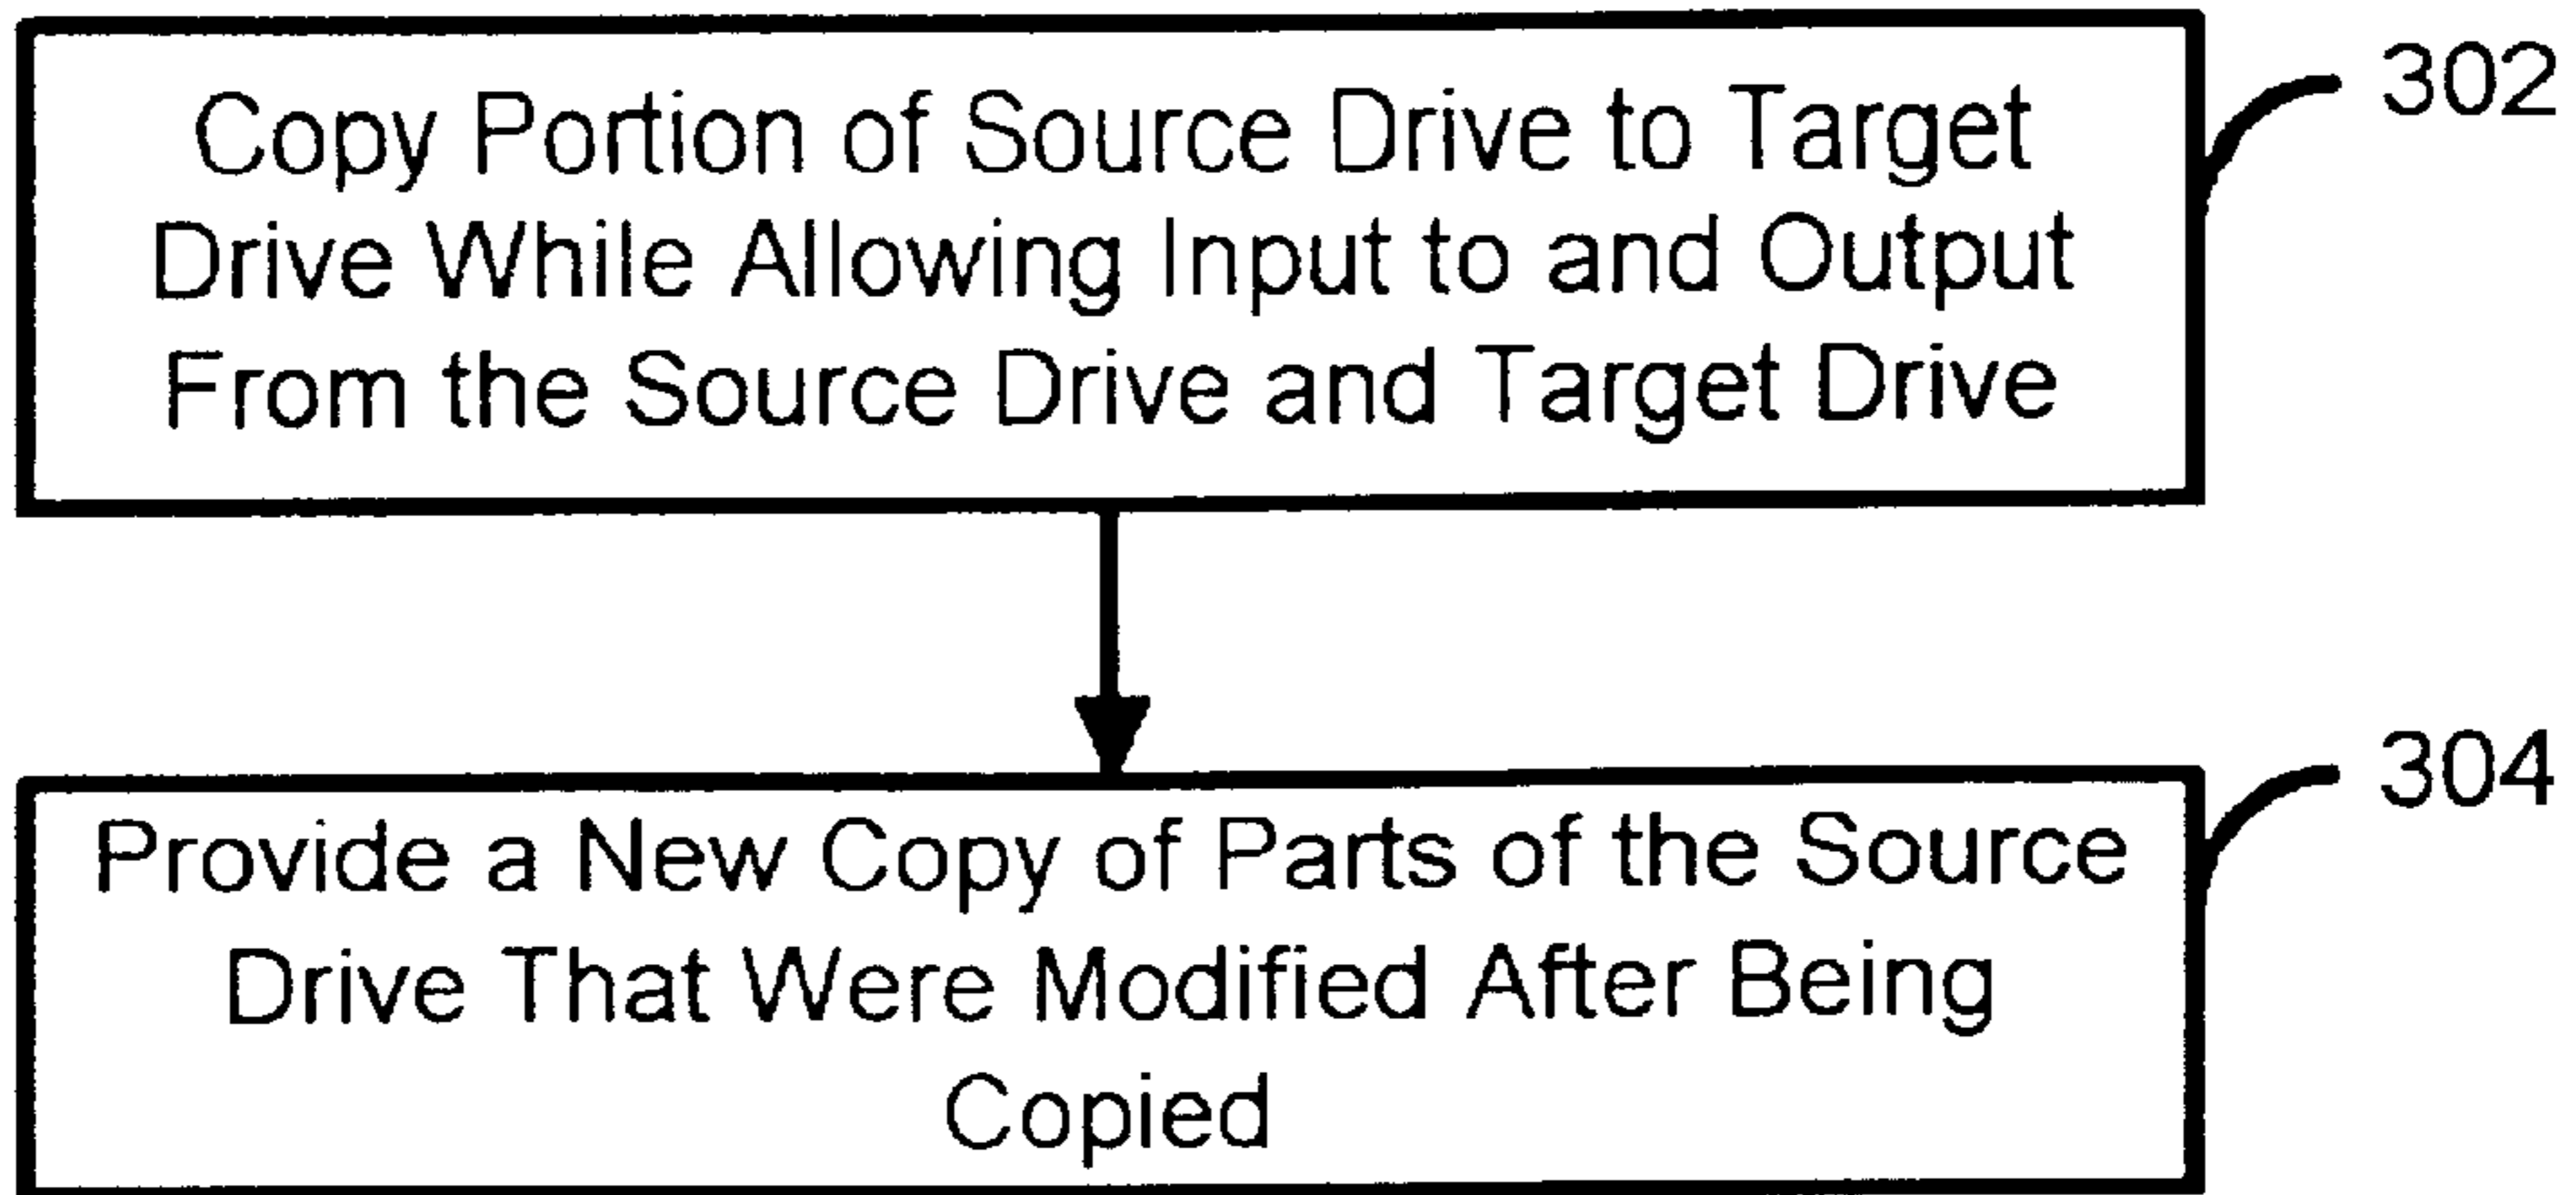 Copy Portion of Source Drive to Target
Drive While Allowing Input to and Output
From the Source Drive and Target Drive
302
Provide a New Copy of Parts of the Source
Drive That Were Modified After Being
Copied
304